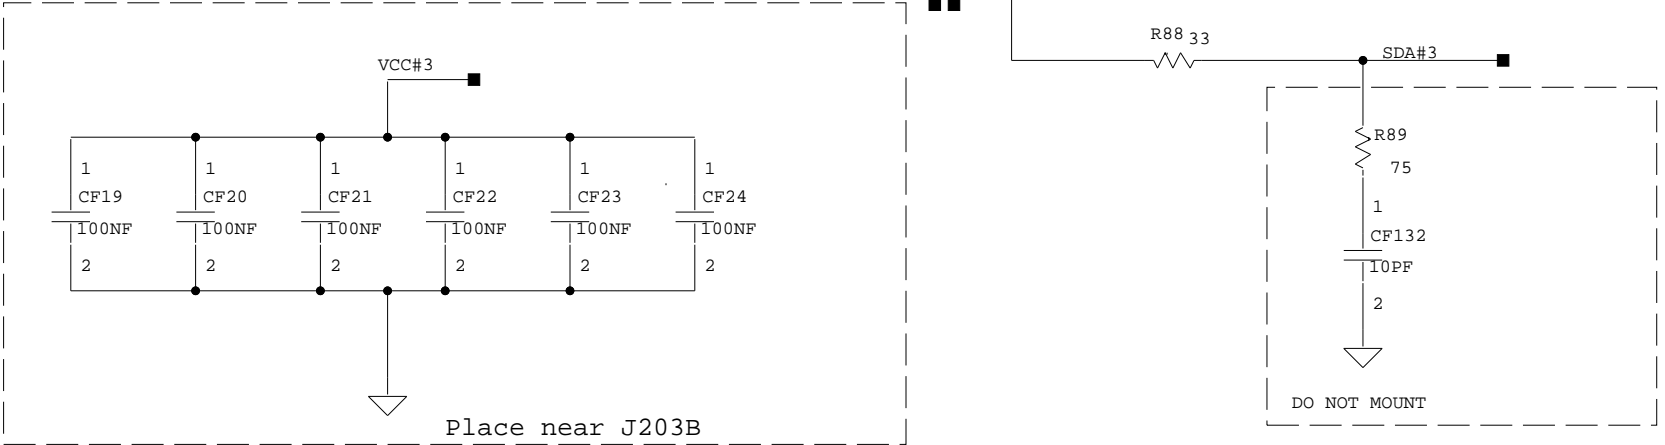 VCC#3
1 1 1 1 1 1
CF19 CF20 CF21 CF22 CF23 CF24
100NF 100NF 100NF 100NF 100NF 100NF
2 2 2 2 2 2
Place near J203B
R88 33
SDA#3
R89
75
1
CF132
10PF
2
DO NOT MOUNT